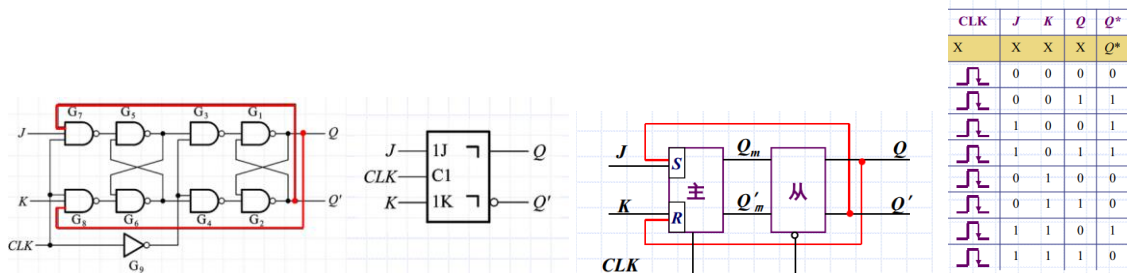 G₇ G₅ G₃ G₁
J Q
K Q'
G₈ G₆ G₄ G₂
CLK
G₉
J 1J ¬ Q
CLK C1
K 1K ¬ Q'
J S Qₘ Q
主 从
K R Q'ₘ Q'
CLK
CLK J K Q Q*
X X X X Q*
0 0 0 0
0 0 1 1
1 0 0 1
1 0 1 1
0 1 0 0
0 1 1 0
1 1 0 1
1 1 1 0